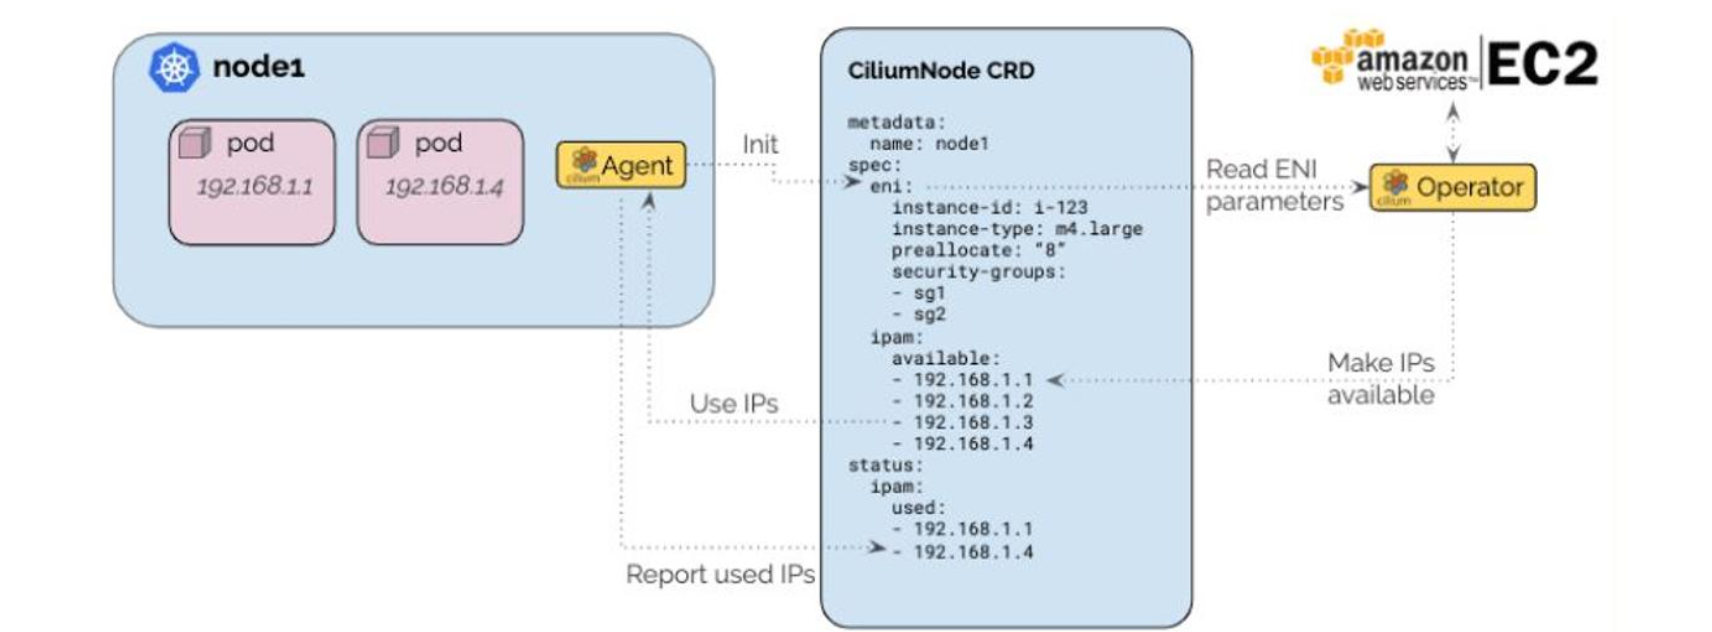 node1
pod
192.168.1.1
pod
192.168.1.4
cilium
Agent
Init
Use IPs
Report used IPs
CiliumNode CRD
metadata:
name: node1
spec:
eni:
instance-id: i-123
instance-type: m4.large
preallocate: "8"
security-groups:
- sg1
- sg2
ipam:
available:
- 192.168.1.1
- 192.168.1.2
- 192.168.1.3
- 192.168.1.4
status:
ipam:
used:
- 192.168.1.1
- 192.168.1.4
amazon
web services™
EC2
Read ENI
parameters
cilium
Operator
Make IPs
available